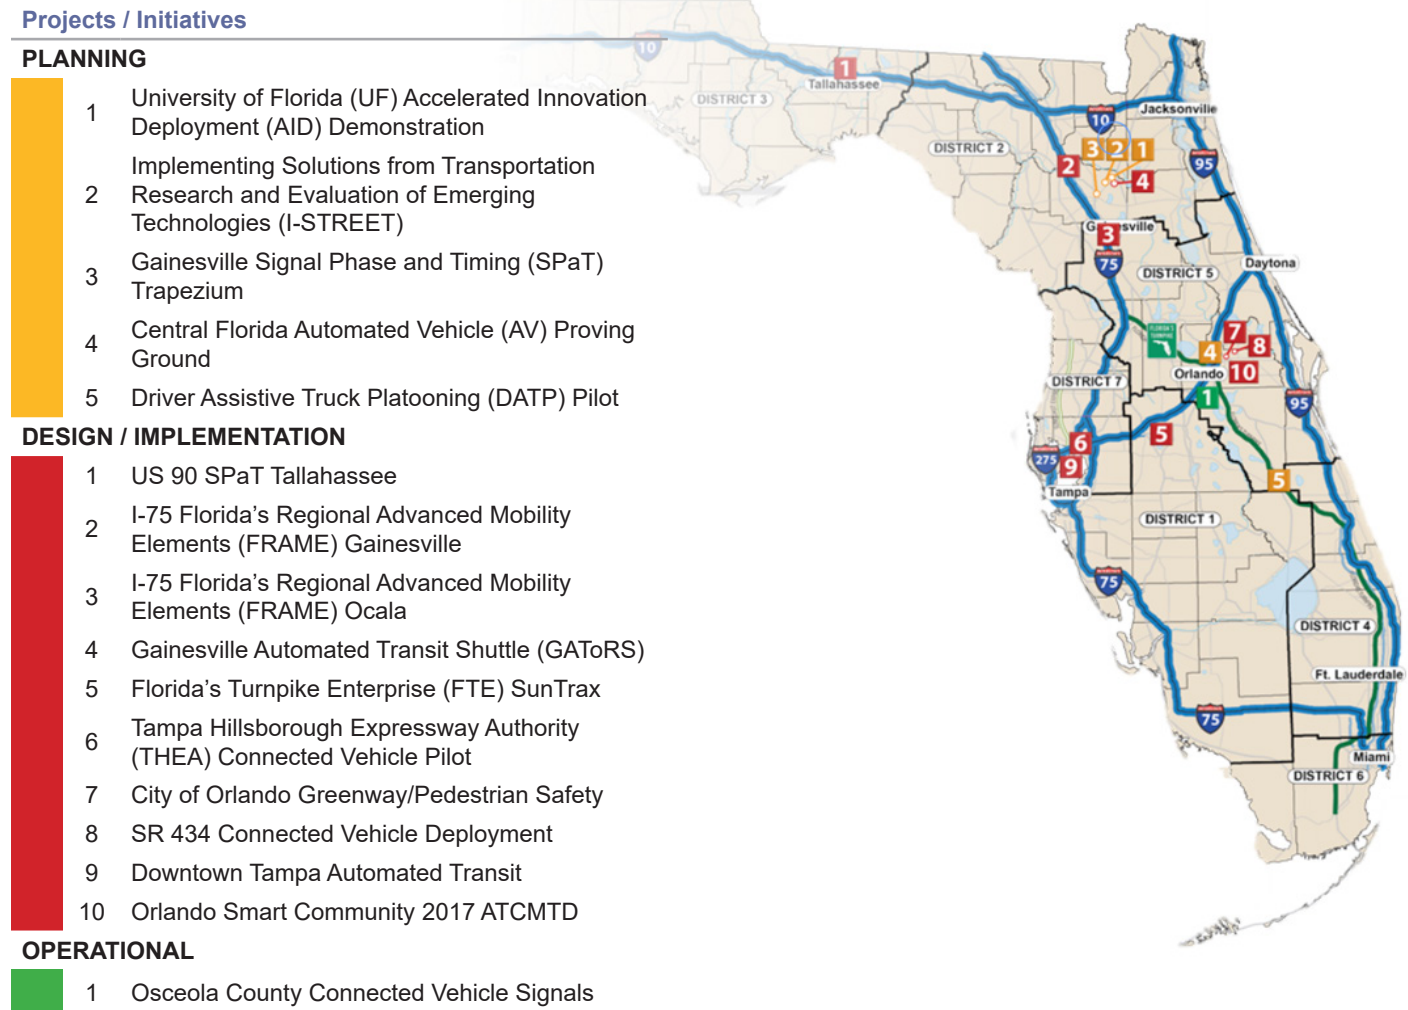 Projects / Initiatives
PLANNING
1 University of Florida (UF) Accelerated Innovation
Deployment (AID) Demonstration
2 Implementing Solutions from Transportation
Research and Evaluation of Emerging
Technologies (I-STREET)
3 Gainesville Signal Phase and Timing (SPaT)
Trapezium
4 Central Florida Automated Vehicle (AV) Proving
Ground
5 Driver Assistive Truck Platooning (DATP) Pilot
DESIGN / IMPLEMENTATION
1 US 90 SPaT Tallahassee
2 I-75 Florida’s Regional Advanced Mobility
Elements (FRAME) Gainesville
3 I-75 Florida’s Regional Advanced Mobility
Elements (FRAME) Ocala
4 Gainesville Automated Transit Shuttle (GAToRS)
5 Florida’s Turnpike Enterprise (FTE) SunTrax
6 Tampa Hillsborough Expressway Authority
(THEA) Connected Vehicle Pilot
7 City of Orlando Greenway/Pedestrian Safety
8 SR 434 Connected Vehicle Deployment
9 Downtown Tampa Automated Transit
10 Orlando Smart Community 2017 ATCMTD
OPERATIONAL
1 Osceola County Connected Vehicle Signals
10
1
Tallahassee
DISTRICT 3
Jacksonville
10
DISTRICT 2
3 2 1
95
2
4
3
75
DISTRICT 5
Daytona
FLORIDA'S
TURNPIKE
7
4
8
Orlando
10
DISTRICT 7
1
95
6
5
275
9
5
Tampa
DISTRICT 1
75
DISTRICT 4
Ft. Lauderdale
75
Miami
DISTRICT 6